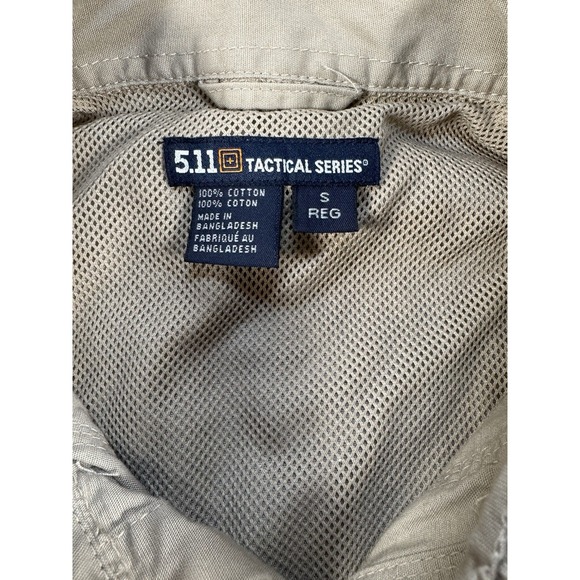 5.11 TACTICAL SERIES®
100% COTTON
100% COTON
MADE IN
BANGLADESH
FABRIQUÉ AU
BANGLADESH
S
REG